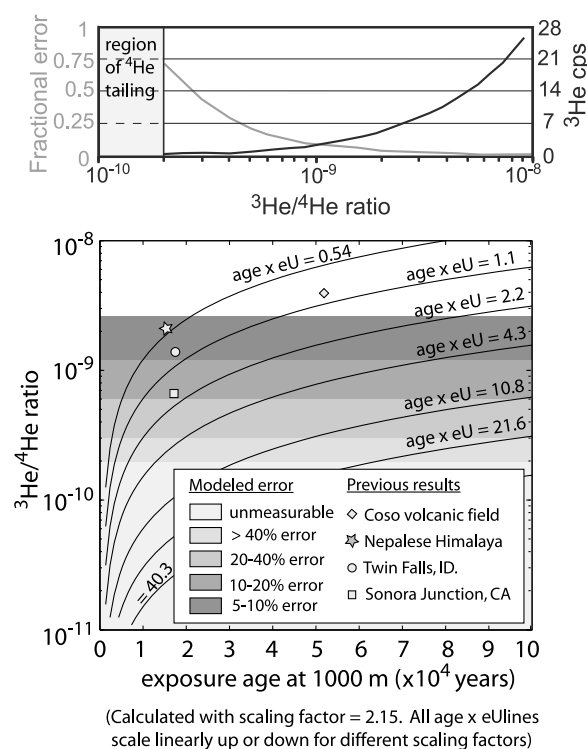 1
0.75
0.5
0.25
0
Fractional error
region
of ⁴He
tailing
28
21
14
7
0
³He cps
10⁻¹⁰
10⁻⁹
10⁻⁸
³He/⁴He ratio
10⁻⁸
10⁻⁹
10⁻¹⁰
10⁻¹¹
³He/⁴He ratio
age x eU = 0.54
age x eU = 1.1
age x eU = 2.2
age x eU = 4.3
age x eU = 10.8
age x eU = 21.6
= 40.3
Modeled error
unmeasurable
> 40% error
20-40% error
10-20% error
5-10% error
Previous results
Coso volcanic field
Nepalese Himalaya
Twin Falls, ID.
Sonora Junction, CA
0 1 2 3 4 5 6 7 8 9 10
exposure age at 1000 m (x10⁴ years)
(Calculated with scaling factor = 2.15. All age x eUlines
scale linearly up or down for different scaling factors)